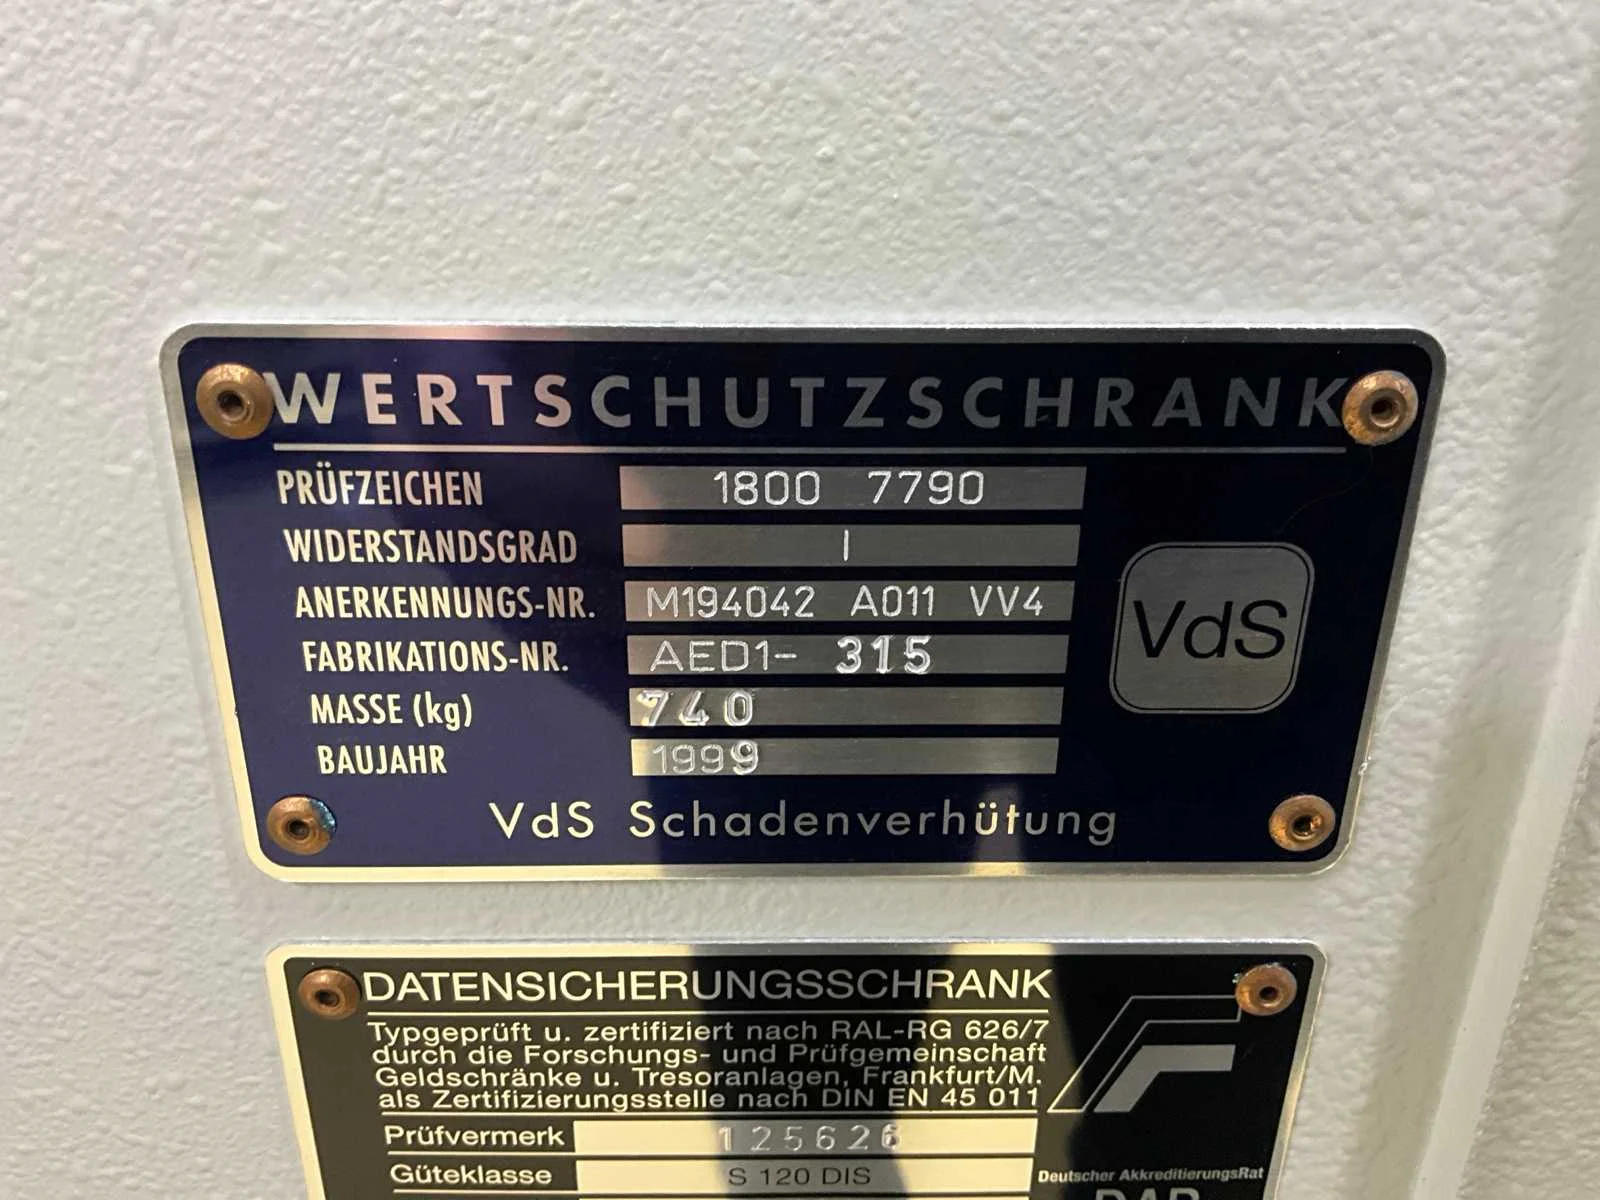 WERTSCHUTZSCHRANK
PRÜFZEICHEN 1800 7790
WIDERSTANDSGRAD I
ANERKENNUNGS-NR. M194042 A011 VV4
FABRIKATIONS-NR. AED1- 315
MASSE (kg) 740
BAUJAHR 1999
VdS
VdS Schadenverhütung
DATENSICHERUNGSSCHRANK
Typgeprüft u. zertifiziert nach RAL-RG 626/7
durch die Forschungs- und Prüfgemeinschaft
Geldschränke u. Tresoranlagen, Frankfurt/M.
als Zertifizierungsstelle nach DIN EN 45 011
Prüfvermerk 125626
Güteklasse S 120 DIS
Deutscher AkkreditierungsRat
DAR